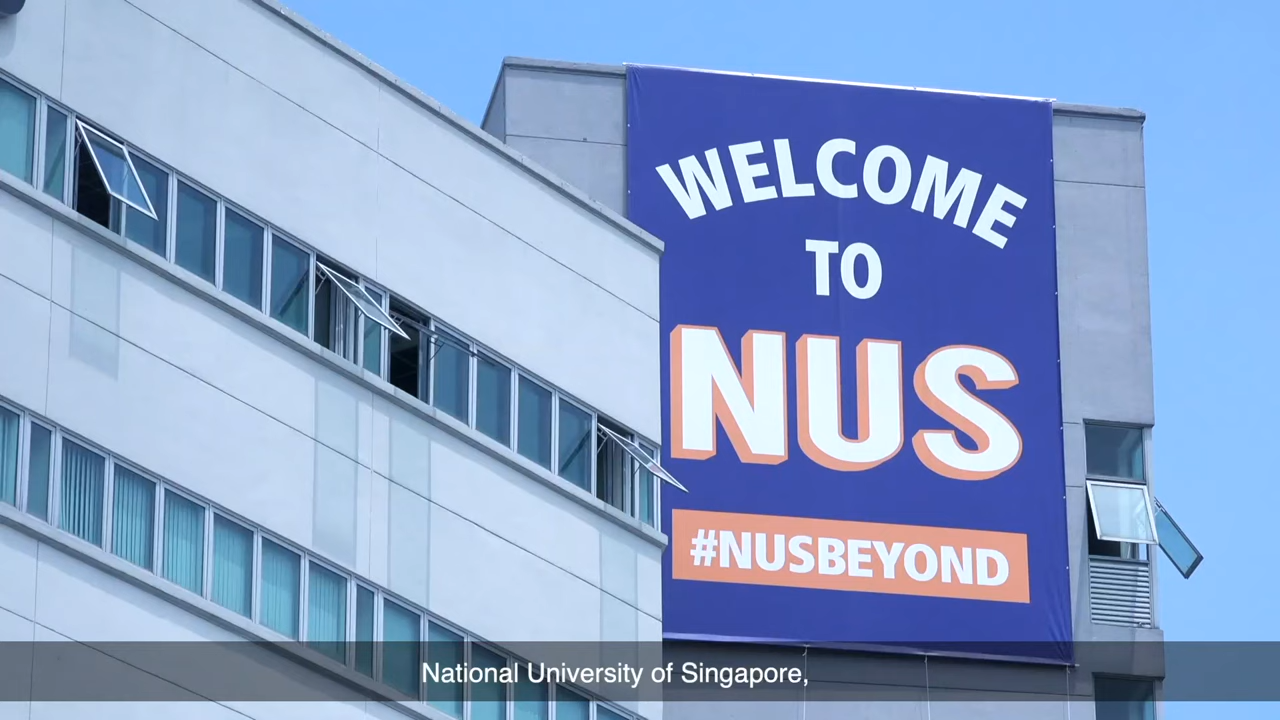 WELCOME
TO
NUS
#NUSBEYOND
National University of Singapore,